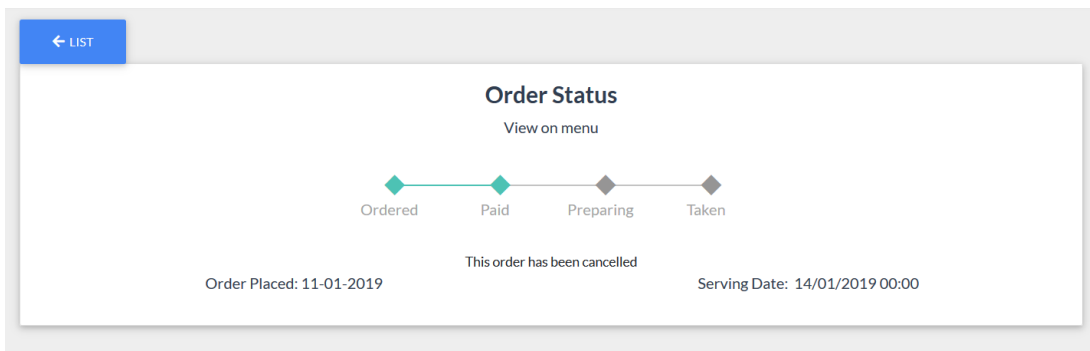 LIST
Order Status
View on menu
Ordered Paid Preparing Taken
This order has been cancelled
Order Placed: 11-01-2019 Serving Date: 14/01/2019 00:00